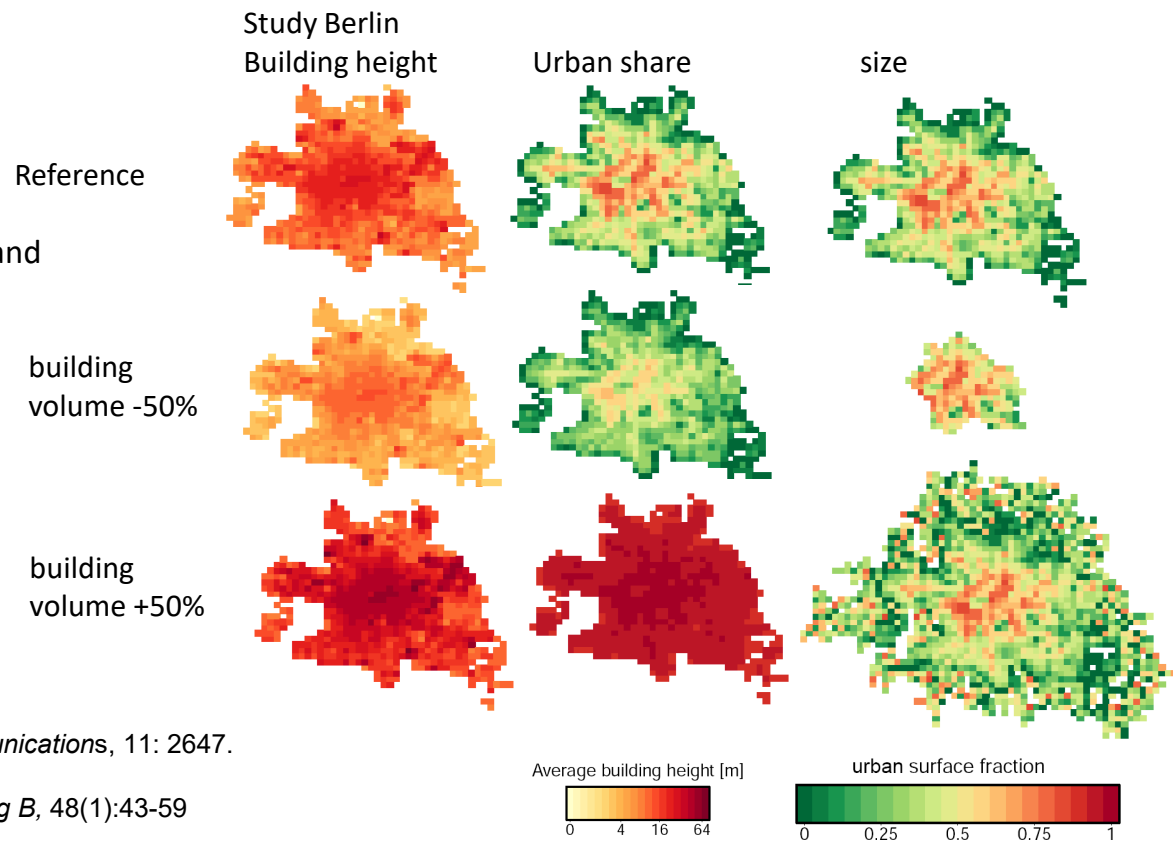 Study Berlin
Building height
Urban share
size
Reference
and
building
volume -50%
building
volume +50%
unications, 11: 2647.
g B, 48(1):43-59
Average building height [m]
0 4 16 64
urban surface fraction
0 0.25 0.5 0.75 1